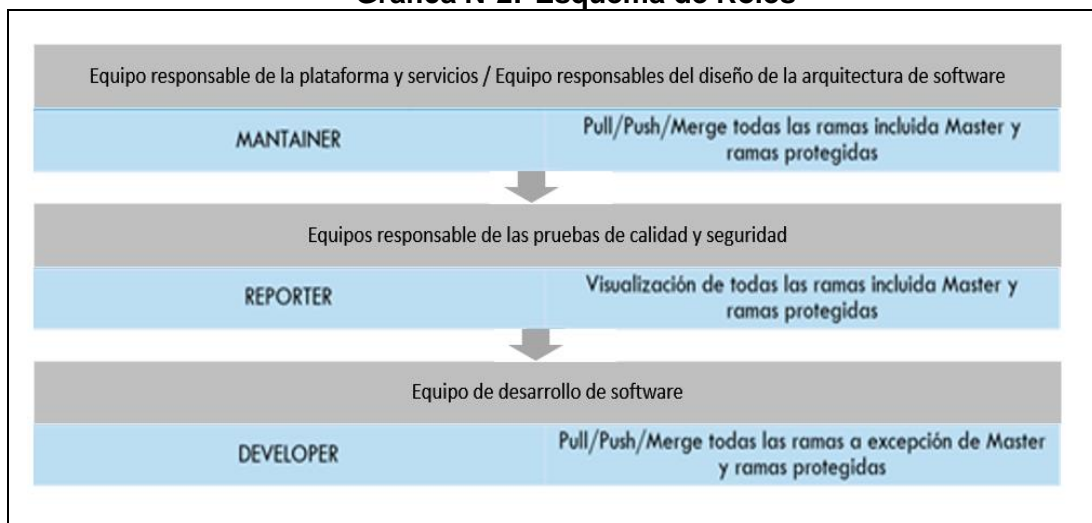 Gráfica N°2: Esquema de Roles
Equipo responsable de la plataforma y servicios / Equipo responsables del diseño de la arquitectura de software
MANTAINER
Pull/Push/Merge todas las ramas incluida Master y
ramas protegidas
Equipos responsable de las pruebas de calidad y seguridad
REPORTER
Visualización de todas las ramas incluida Master y
ramas protegidas
Equipo de desarrollo de software
DEVELOPER
Pull/Push/Merge todas las ramas a excepción de Master
y ramas protegidas